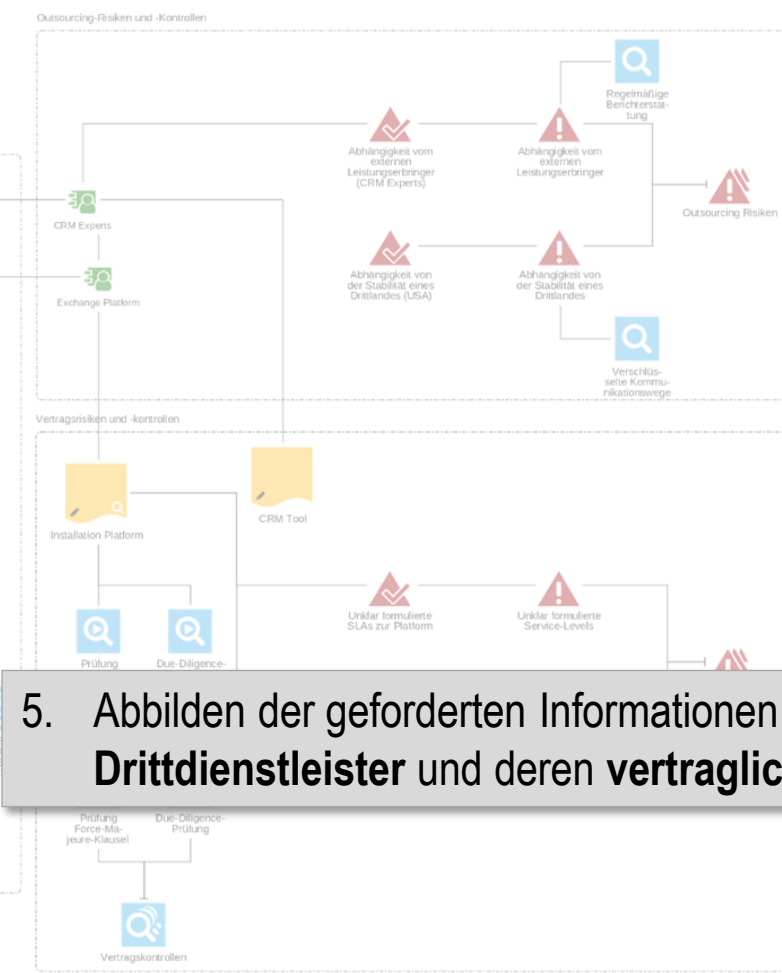 Outsourcing-Risiken und -Kontrollen
Regelmäßige
Berichterstat-
tung
Abhängigkeit vom
externen
Leistungserbringer
(CRM Experts)
Abhängigkeit vom
externen
Leistungserbringer
Outsourcing Risiken
CRM Experts
Abhängigkeit von
der Stabilität eines
Drittlandes (USA)
Abhängigkeit von
der Stabilität eines
Drittlandes
Exchange Platform
Verschlüs-
selte Kommu-
nikationswege
Vertragsrisiken und -kontrollen
Installation Platform
CRM Tool
Unklar formulierte
SLAs zur Platform
Unklar formulierte
Service-Levels
Prüfung
Due-Diligence-
5. Abbilden der geforderten Informationen
Drittdienstleister und deren vertraglic
Prüfung
Force-Ma-
jeure-Klausel
Due-Diligence-
Prüfung
Vertragskontrollen